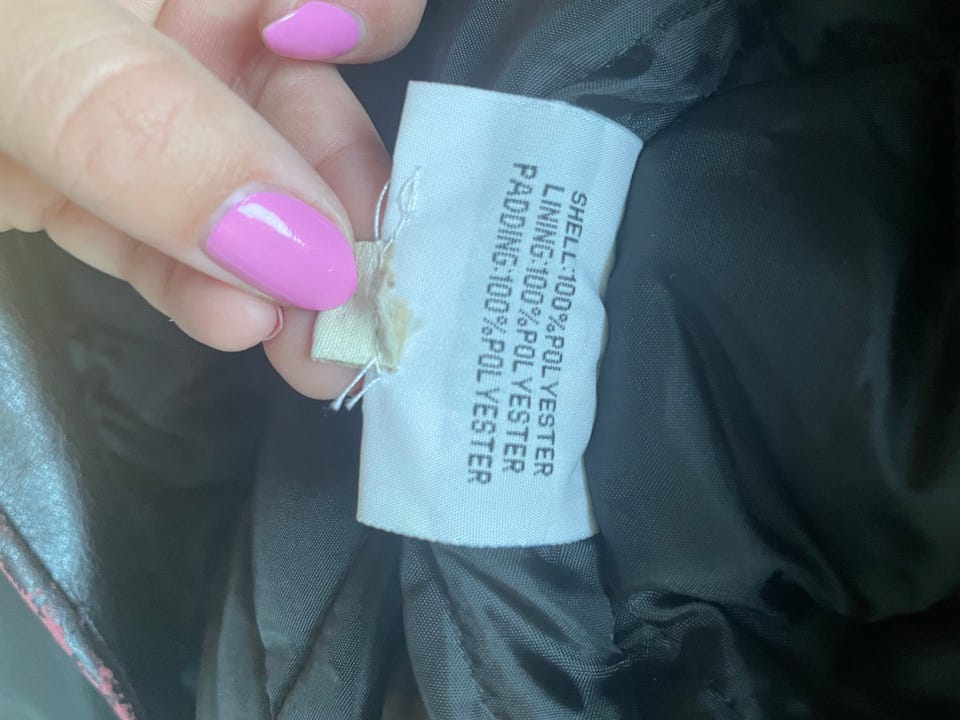 SHELL:100%POLYESTER
LINING:100%POLYESTER
PADDING:100%POLYESTER